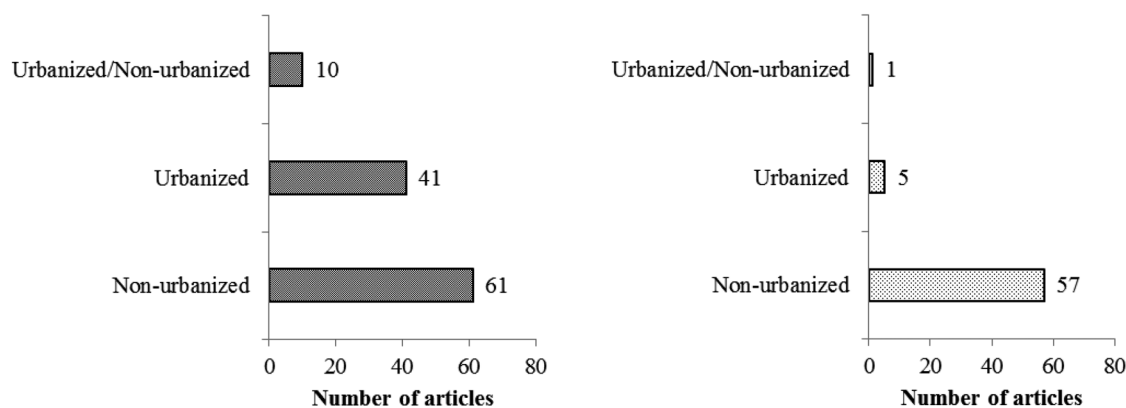 Urbanized/Non-urbanized
10
Urbanized
41
Non-urbanized
61
0 20 40 60 80
Number of articles
Urbanized/Non-urbanized
1
Urbanized
5
Non-urbanized
57
0 20 40 60 80
Number of articles